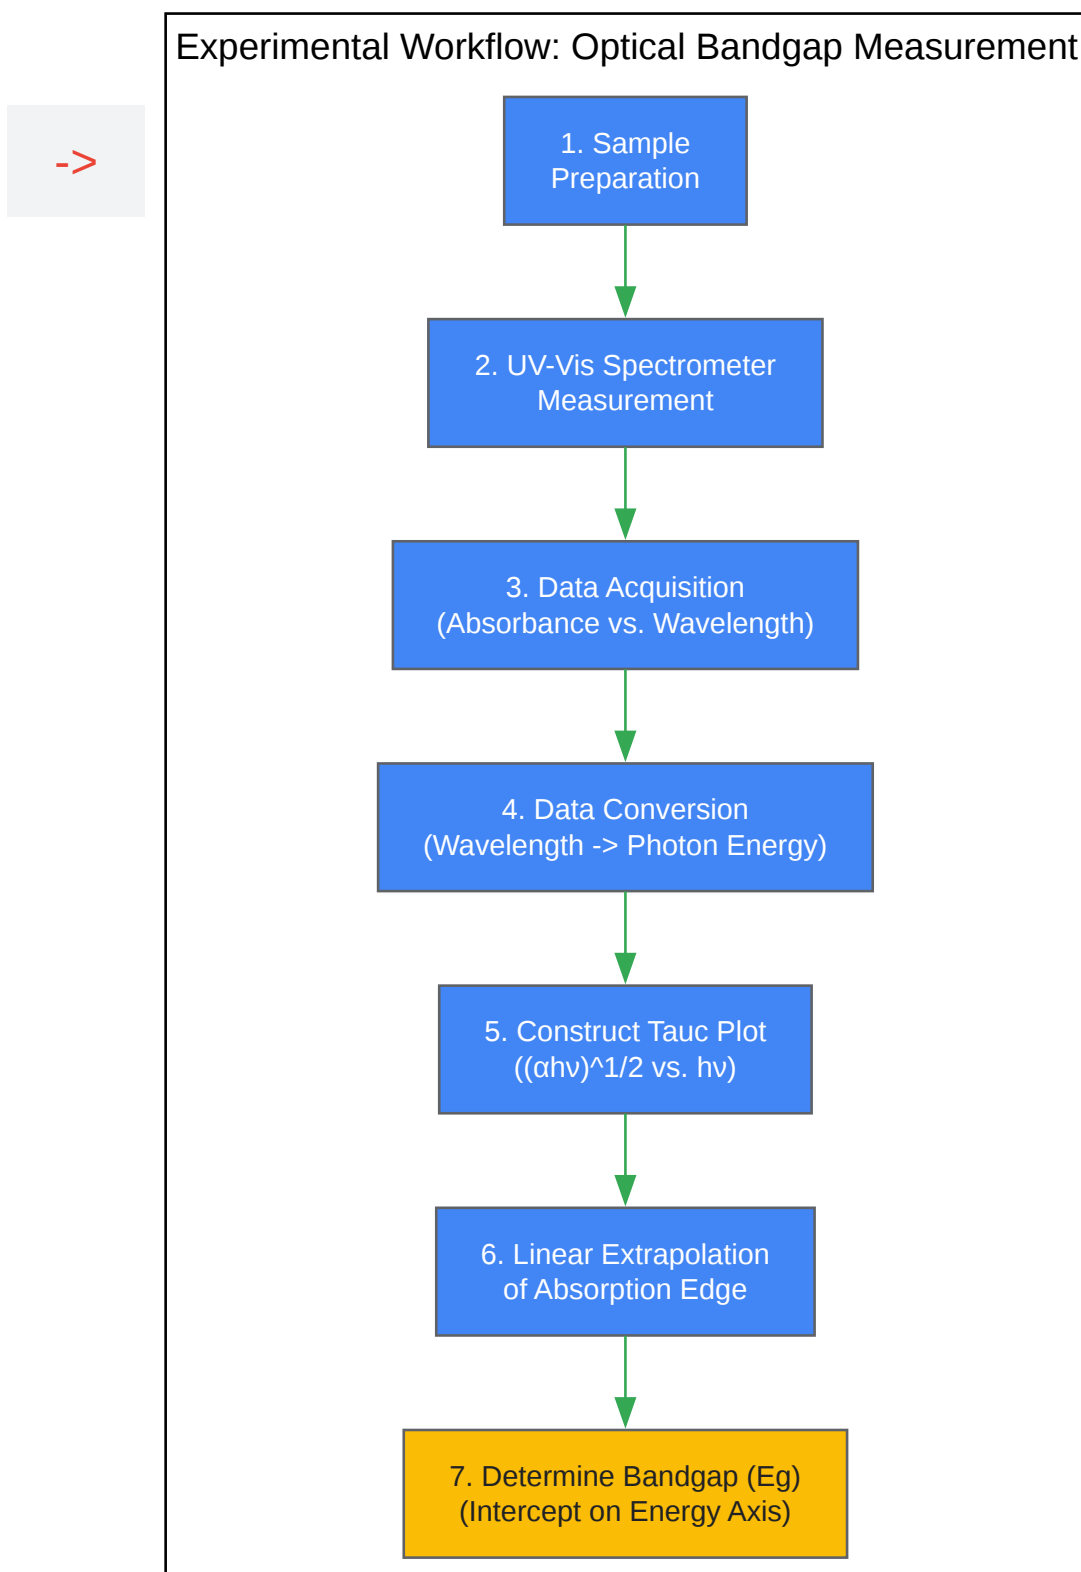 Experimental Workflow: Optical Bandgap Measurement
->
1. Sample
Preparation
2. UV-Vis Spectrometer
Measurement
3. Data Acquisition
(Absorbance vs. Wavelength)
4. Data Conversion
(Wavelength -> Photon Energy)
5. Construct Tauc Plot
((αhν)^1/2 vs. hν)
6. Linear Extrapolation
of Absorption Edge
7. Determine Bandgap (Eg)
(Intercept on Energy Axis)